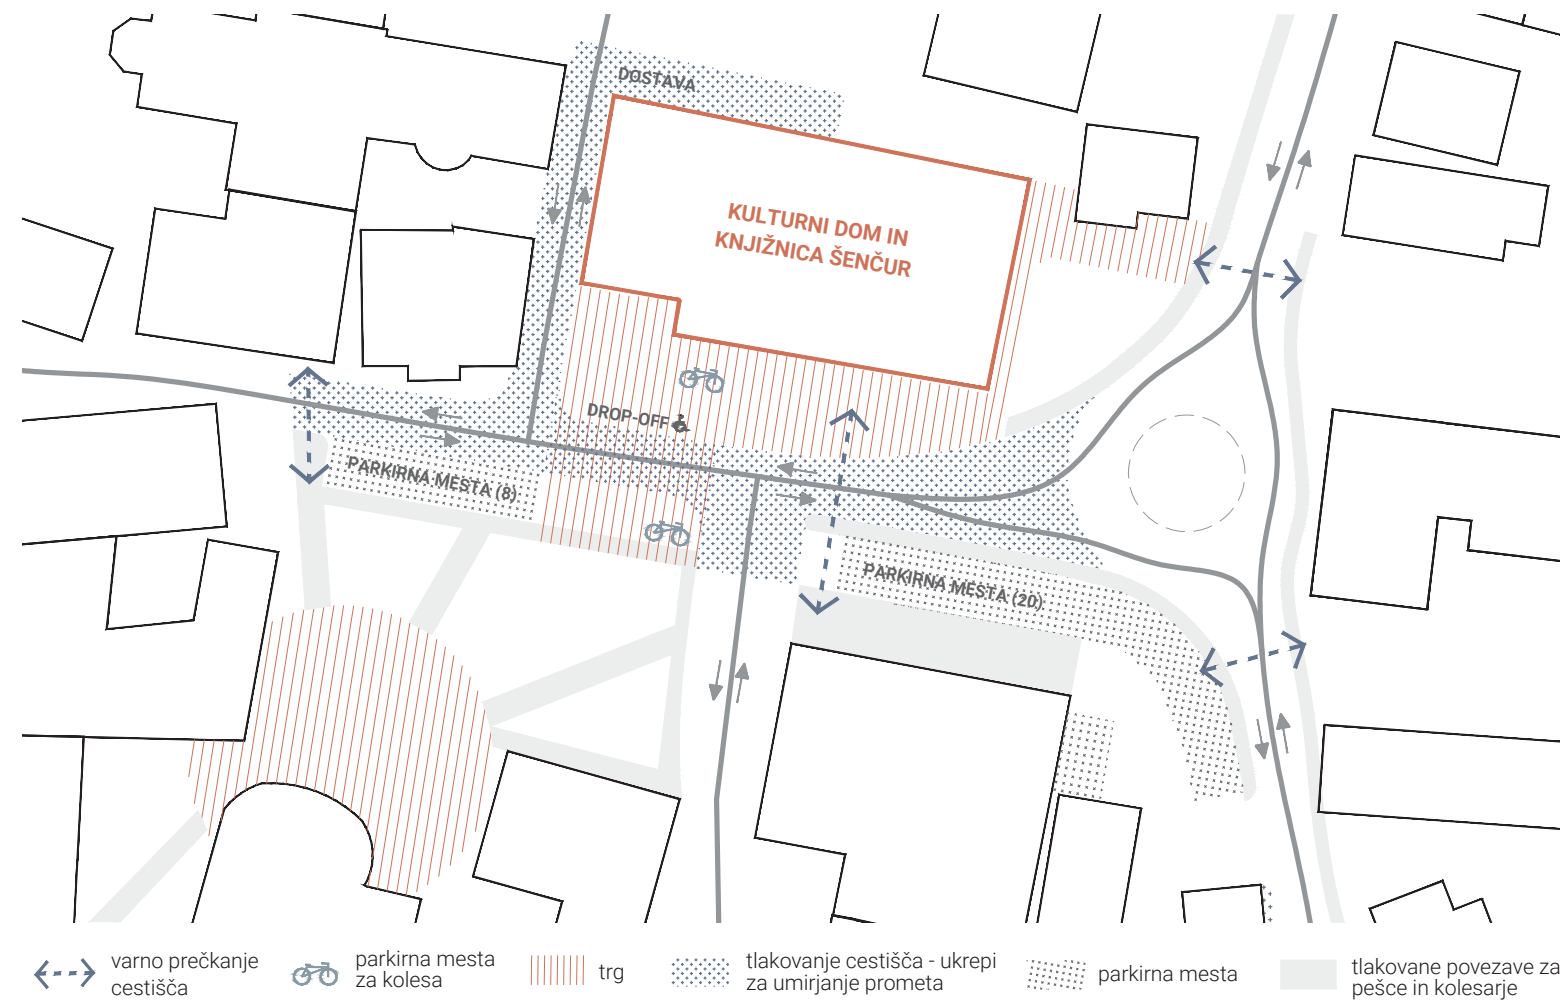 DOSTAVA
KULTURNI DOM IN
KNJIŽNICA ŠENČUR
DROP-OFF
PARKIRNA MESTA (8)
PARKIRNA MESTA (20)
varno prečkanje
cestišča
parkirna mesta
za kolesa
trg
tlakovanje cestišča - ukrepi
za umirjanje prometa
parkirna mesta
tlakovane povezave za
pešce in kolesarje